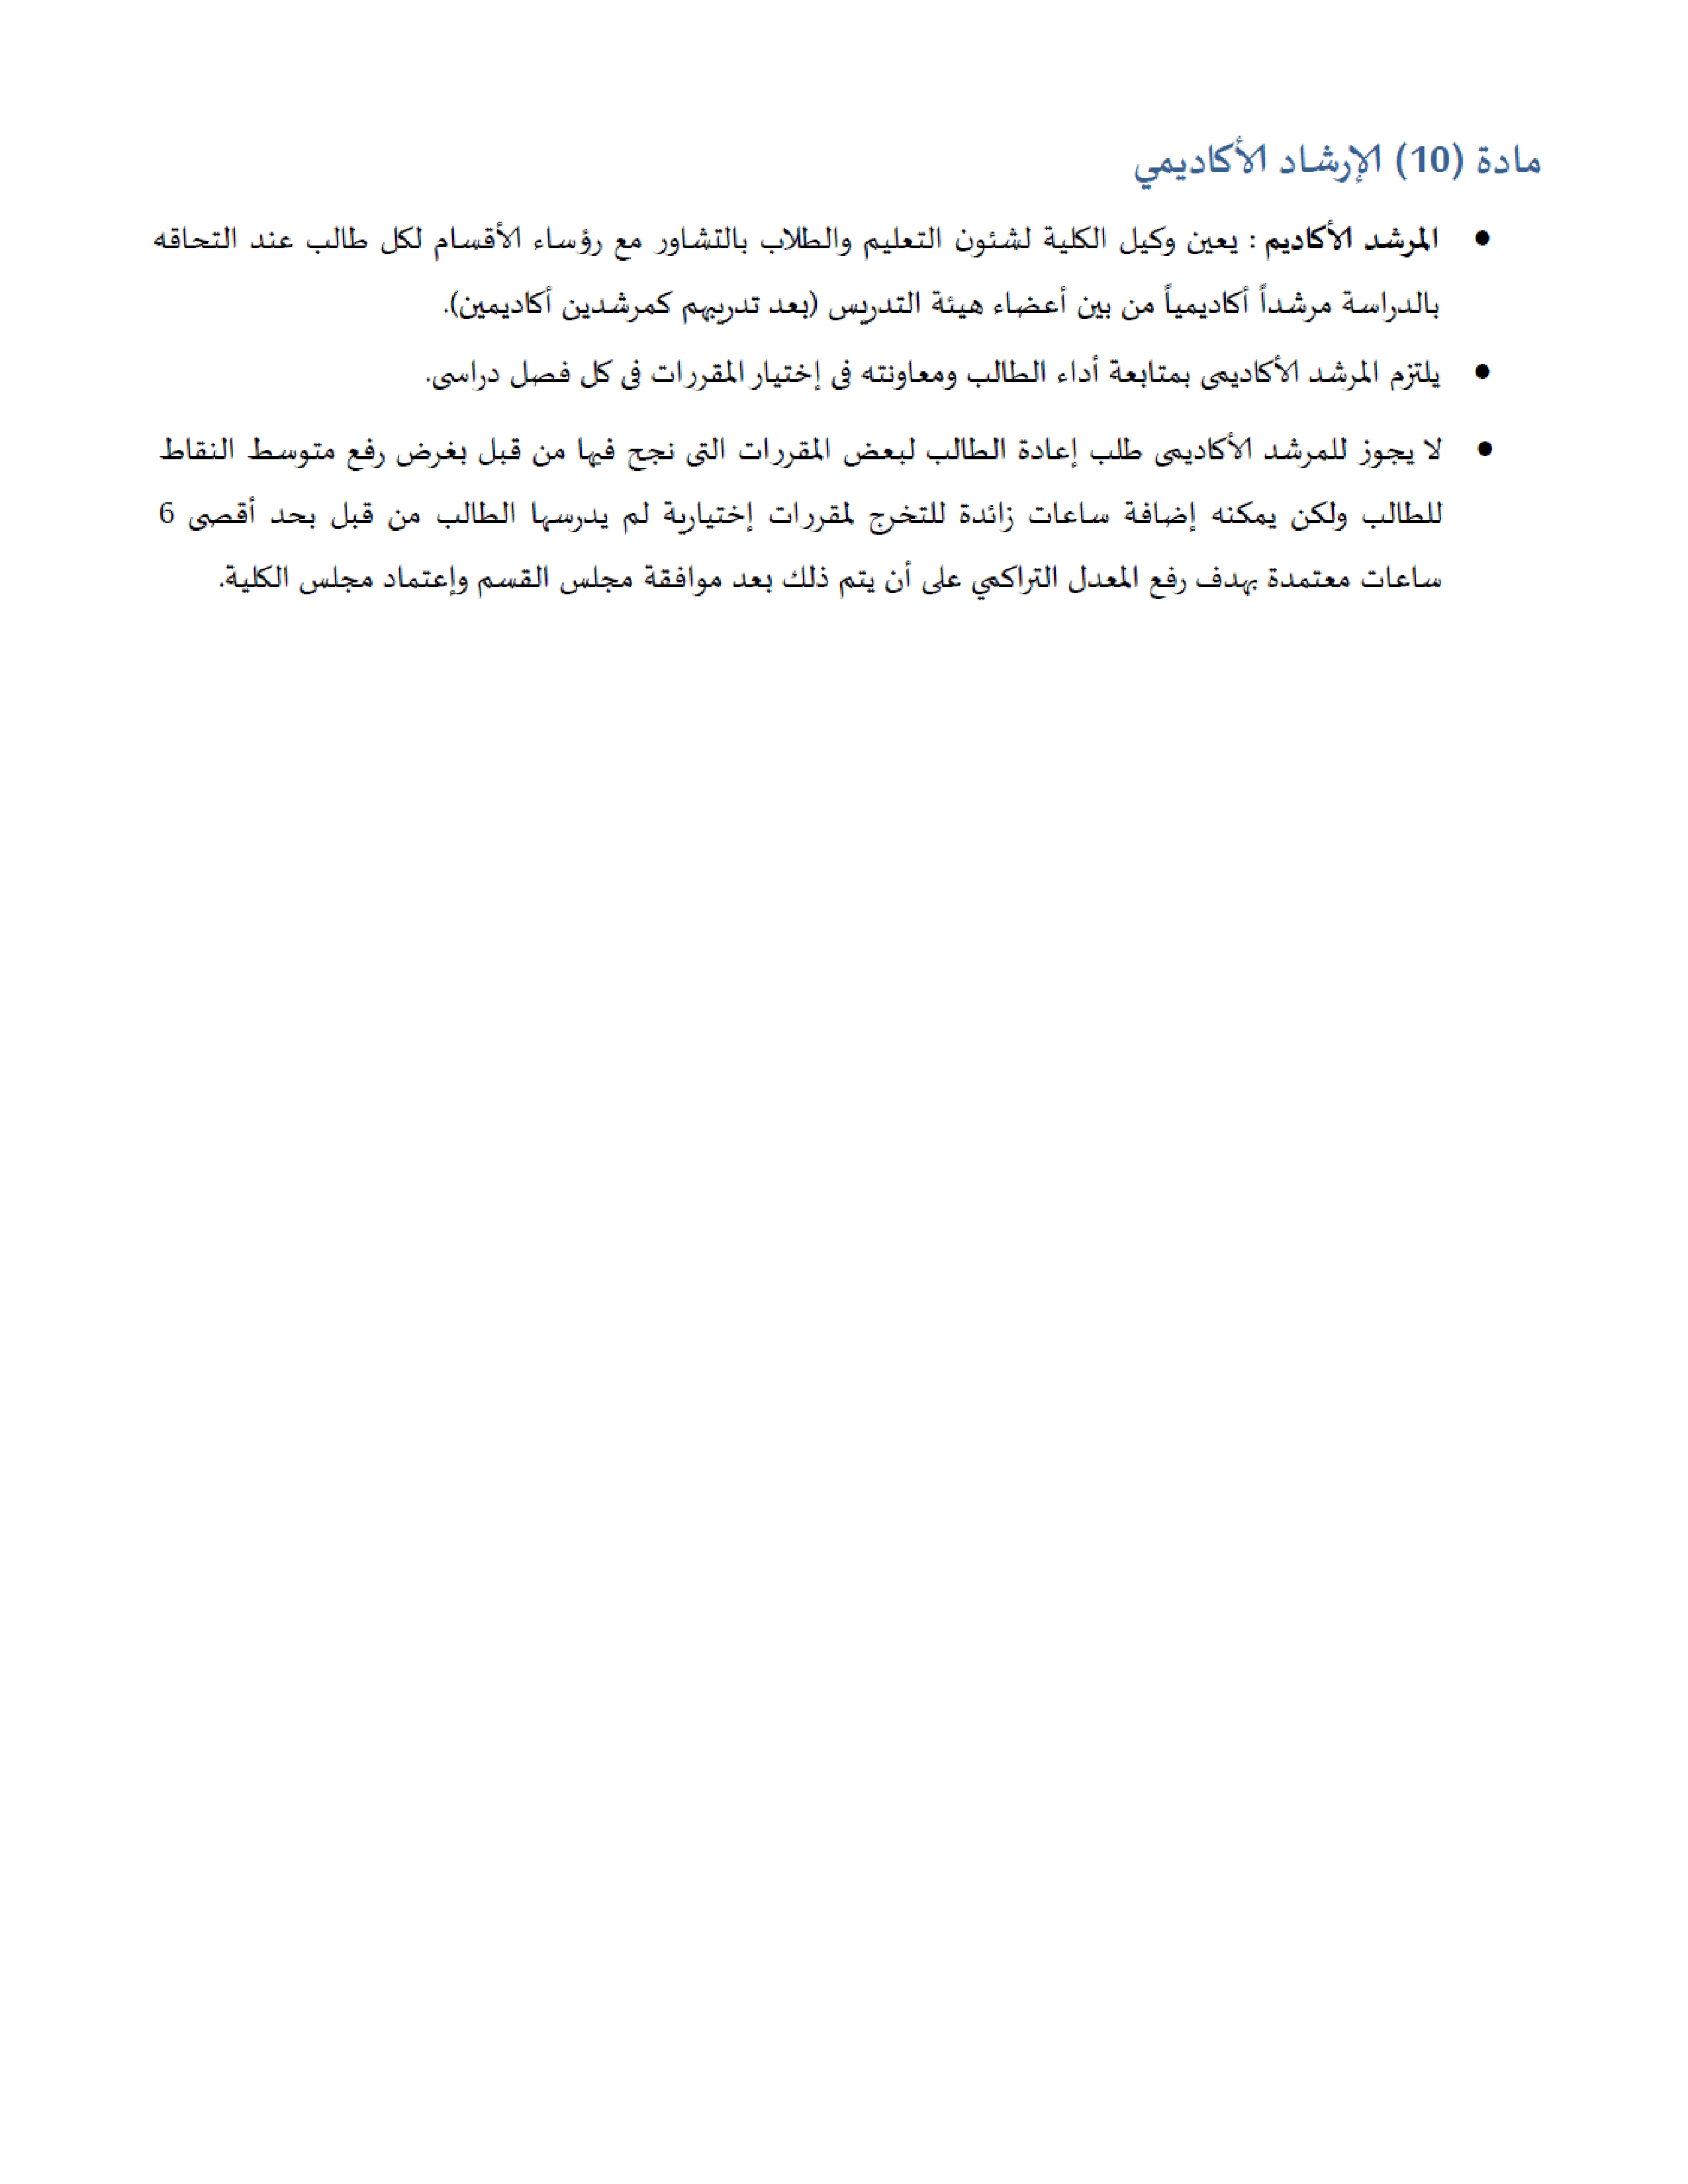 مادة (10) الإرشاد الأكاديمي
• المرشد الأكاديم : يعين وكيل الكلية لشئون التعليم والطلاب بالتشاور مع رؤساء الأقسام لكل طالب عند التحاقه
بالدراسة مرشداً أكاديمياً من بين أعضاء هيئة التدريس (بعد تدريبهم كمرشدين أكاديمين).
• يلتزم المرشد الأكاديمى بمتابعة أداء الطالب ومعاونته فى إختيار المقررات فى كل فصل دراسى.
• لا يجوز للمرشد الأكاديمى طلب إعادة الطالب لبعض المقررات التى نجح فيها من قبل بغرض رفع متوسط النقاط
للطالب ولكن يمكنه إضافة ساعات زائدة للتخرج لمقررات إختيارية لم يدرسها الطالب من قبل بحد أقصى 6
ساعات معتمدة بهدف رفع المعدل التراكمي على أن يتم ذلك بعد موافقة مجلس القسم وإعتماد مجلس الكلية.